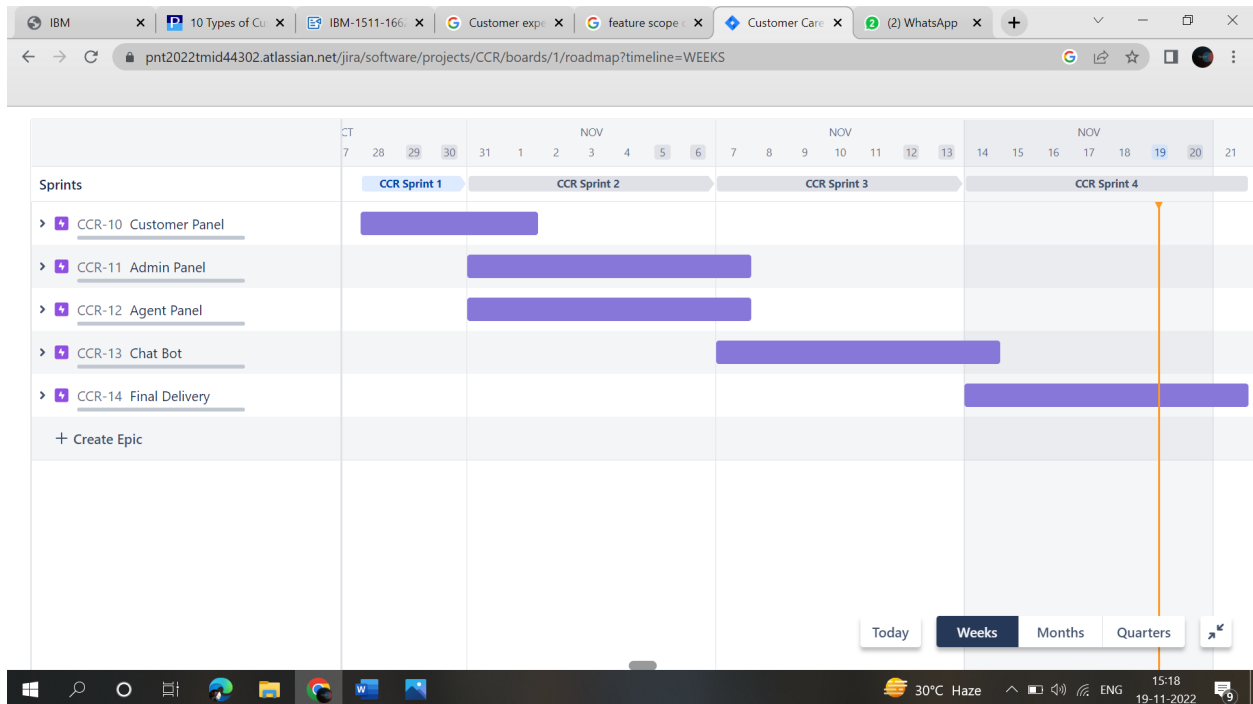 IBM
10 Types of Cu
IBM-1511-166
Customer expe
feature scope
Customer Care
2 (2) WhatsApp
pnt2022tmid44302.atlassian.net/jira/software/projects/CCR/boards/1/roadmap?timeline=WEEKS
CT NOV NOV NOV
7 28 29 30 31 1 2 3 4 5 6 7 8 9 10 11 12 13 14 15 16 17 18 19 20 21
Sprints CCR Sprint 1 CCR Sprint 2 CCR Sprint 3 CCR Sprint 4
CCR-10 Customer Panel
CCR-11 Admin Panel
CCR-12 Agent Panel
CCR-13 Chat Bot
CCR-14 Final Delivery
+ Create Epic
Today Weeks Months Quarters
30°C Haze ENG 15:18
19-11-2022 9